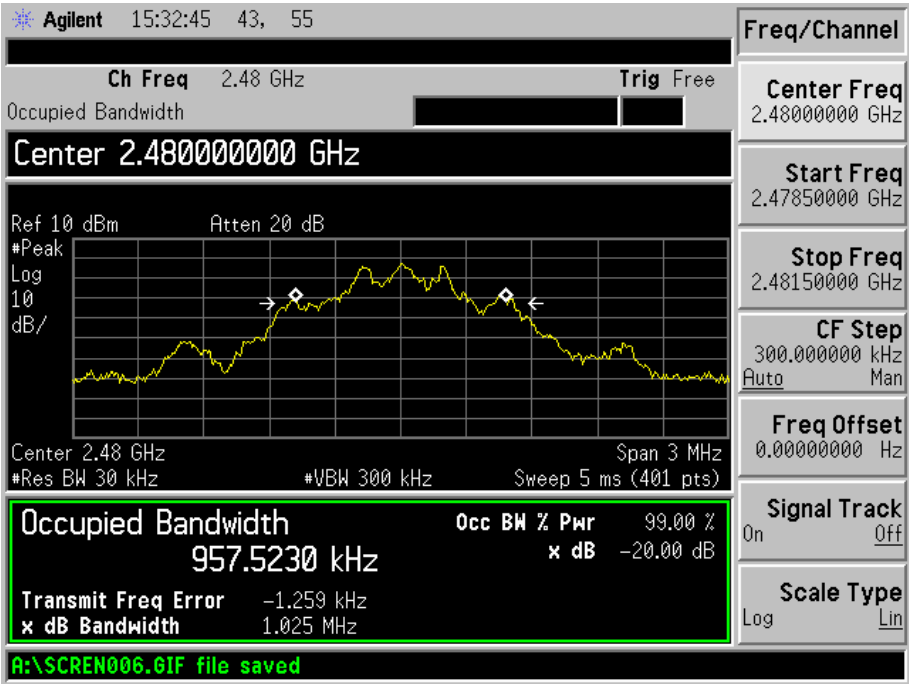 Agilent 15:32:45 43, 55
Freq/Channel
Ch Freq 2.48 GHz Trig Free
Occupied Bandwidth
Center 2.480000000 GHz
Ref 10 dBm Atten 20 dB
#Peak
Log
10
dB/
Center 2.48 GHz Span 3 MHz
#Res BW 30 kHz #VBW 300 kHz Sweep 5 ms (401 pts)
Occupied Bandwidth
957.5230 kHz
Occ BW % Pwr 99.00 %
x dB -20.00 dB
Transmit Freq Error -1.259 kHz
x dB Bandwidth 1.025 MHz
A:\SCREN006.GIF file saved
Center Freq
2.48000000 GHz
Start Freq
2.47850000 GHz
Stop Freq
2.48150000 GHz
CF Step
300.000000 kHz
Auto Man
Freq Offset
0.00000000 Hz
Signal Track
On Off
Scale Type
Log Lin